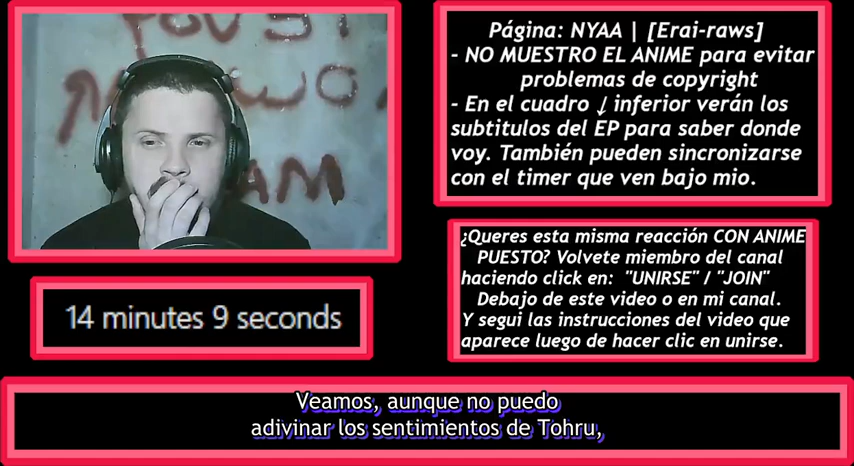 Página: NYAA | [Erai-raws]
- NO MUESTRO EL ANIME para evitar
problemas de copyright
- En el cuadro ↓ inferior verán los
subtitulos del EP para saber donde
voy. También pueden sincronizarse
con el timer que ven bajo mio.
¿Queres esta misma reacción CON ANIME
PUESTO? Volvete miembro del canal
haciendo click en: "UNIRSE" / "JOIN"
Debajo de este video o en mi canal.
Y segui las instrucciones del video que
aparece luego de hacer clic en unirse.
14 minutes 9 seconds
Veamos, aunque no puedo
adivinar los sentimientos de Tohru,